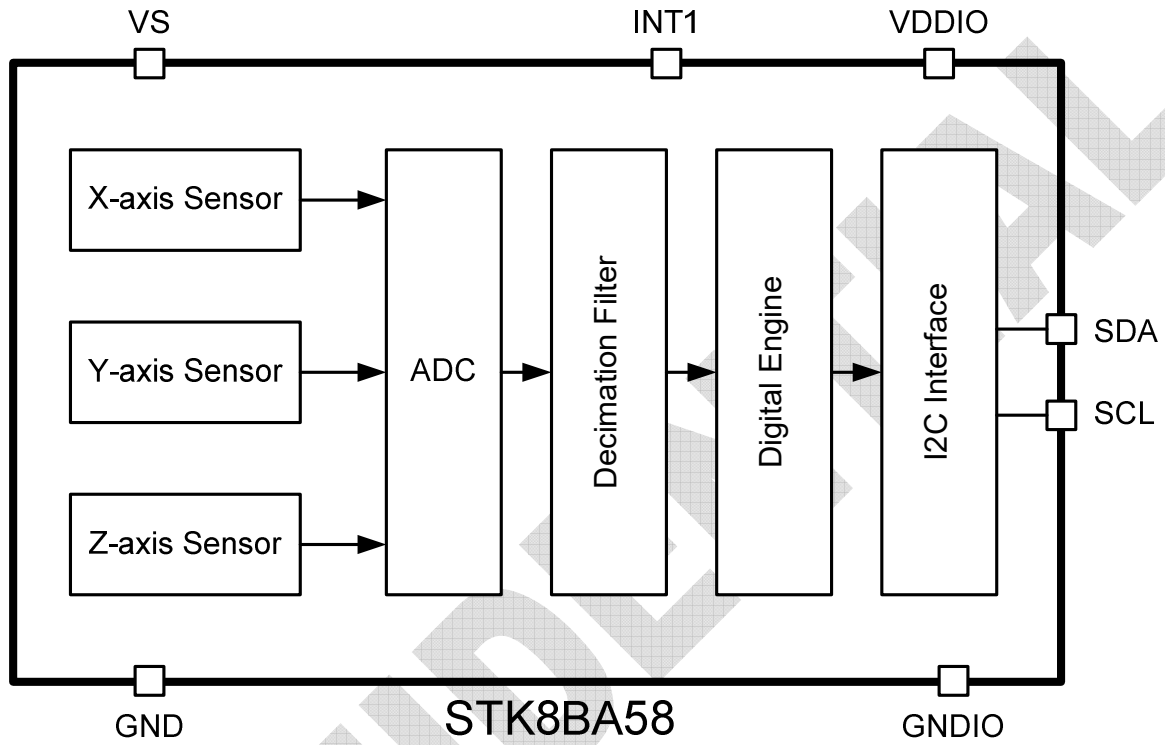 VS
INT1
VDDIO
X-axis Sensor
Y-axis Sensor
Z-axis Sensor
ADC
Decimation Filter
Digital Engine
I2C Interface
SDA
SCL
GND
STK8BA58
GNDIO